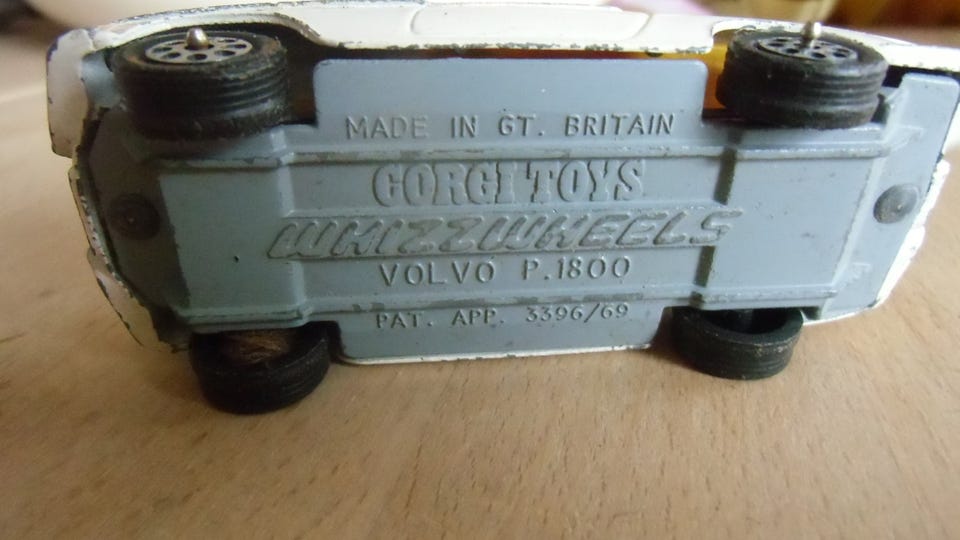 MADE IN GT. BRITAIN
CORGI TOYS
WHIZZWHEELS
VOLVO P.1800
PAT. APP. 3396/69